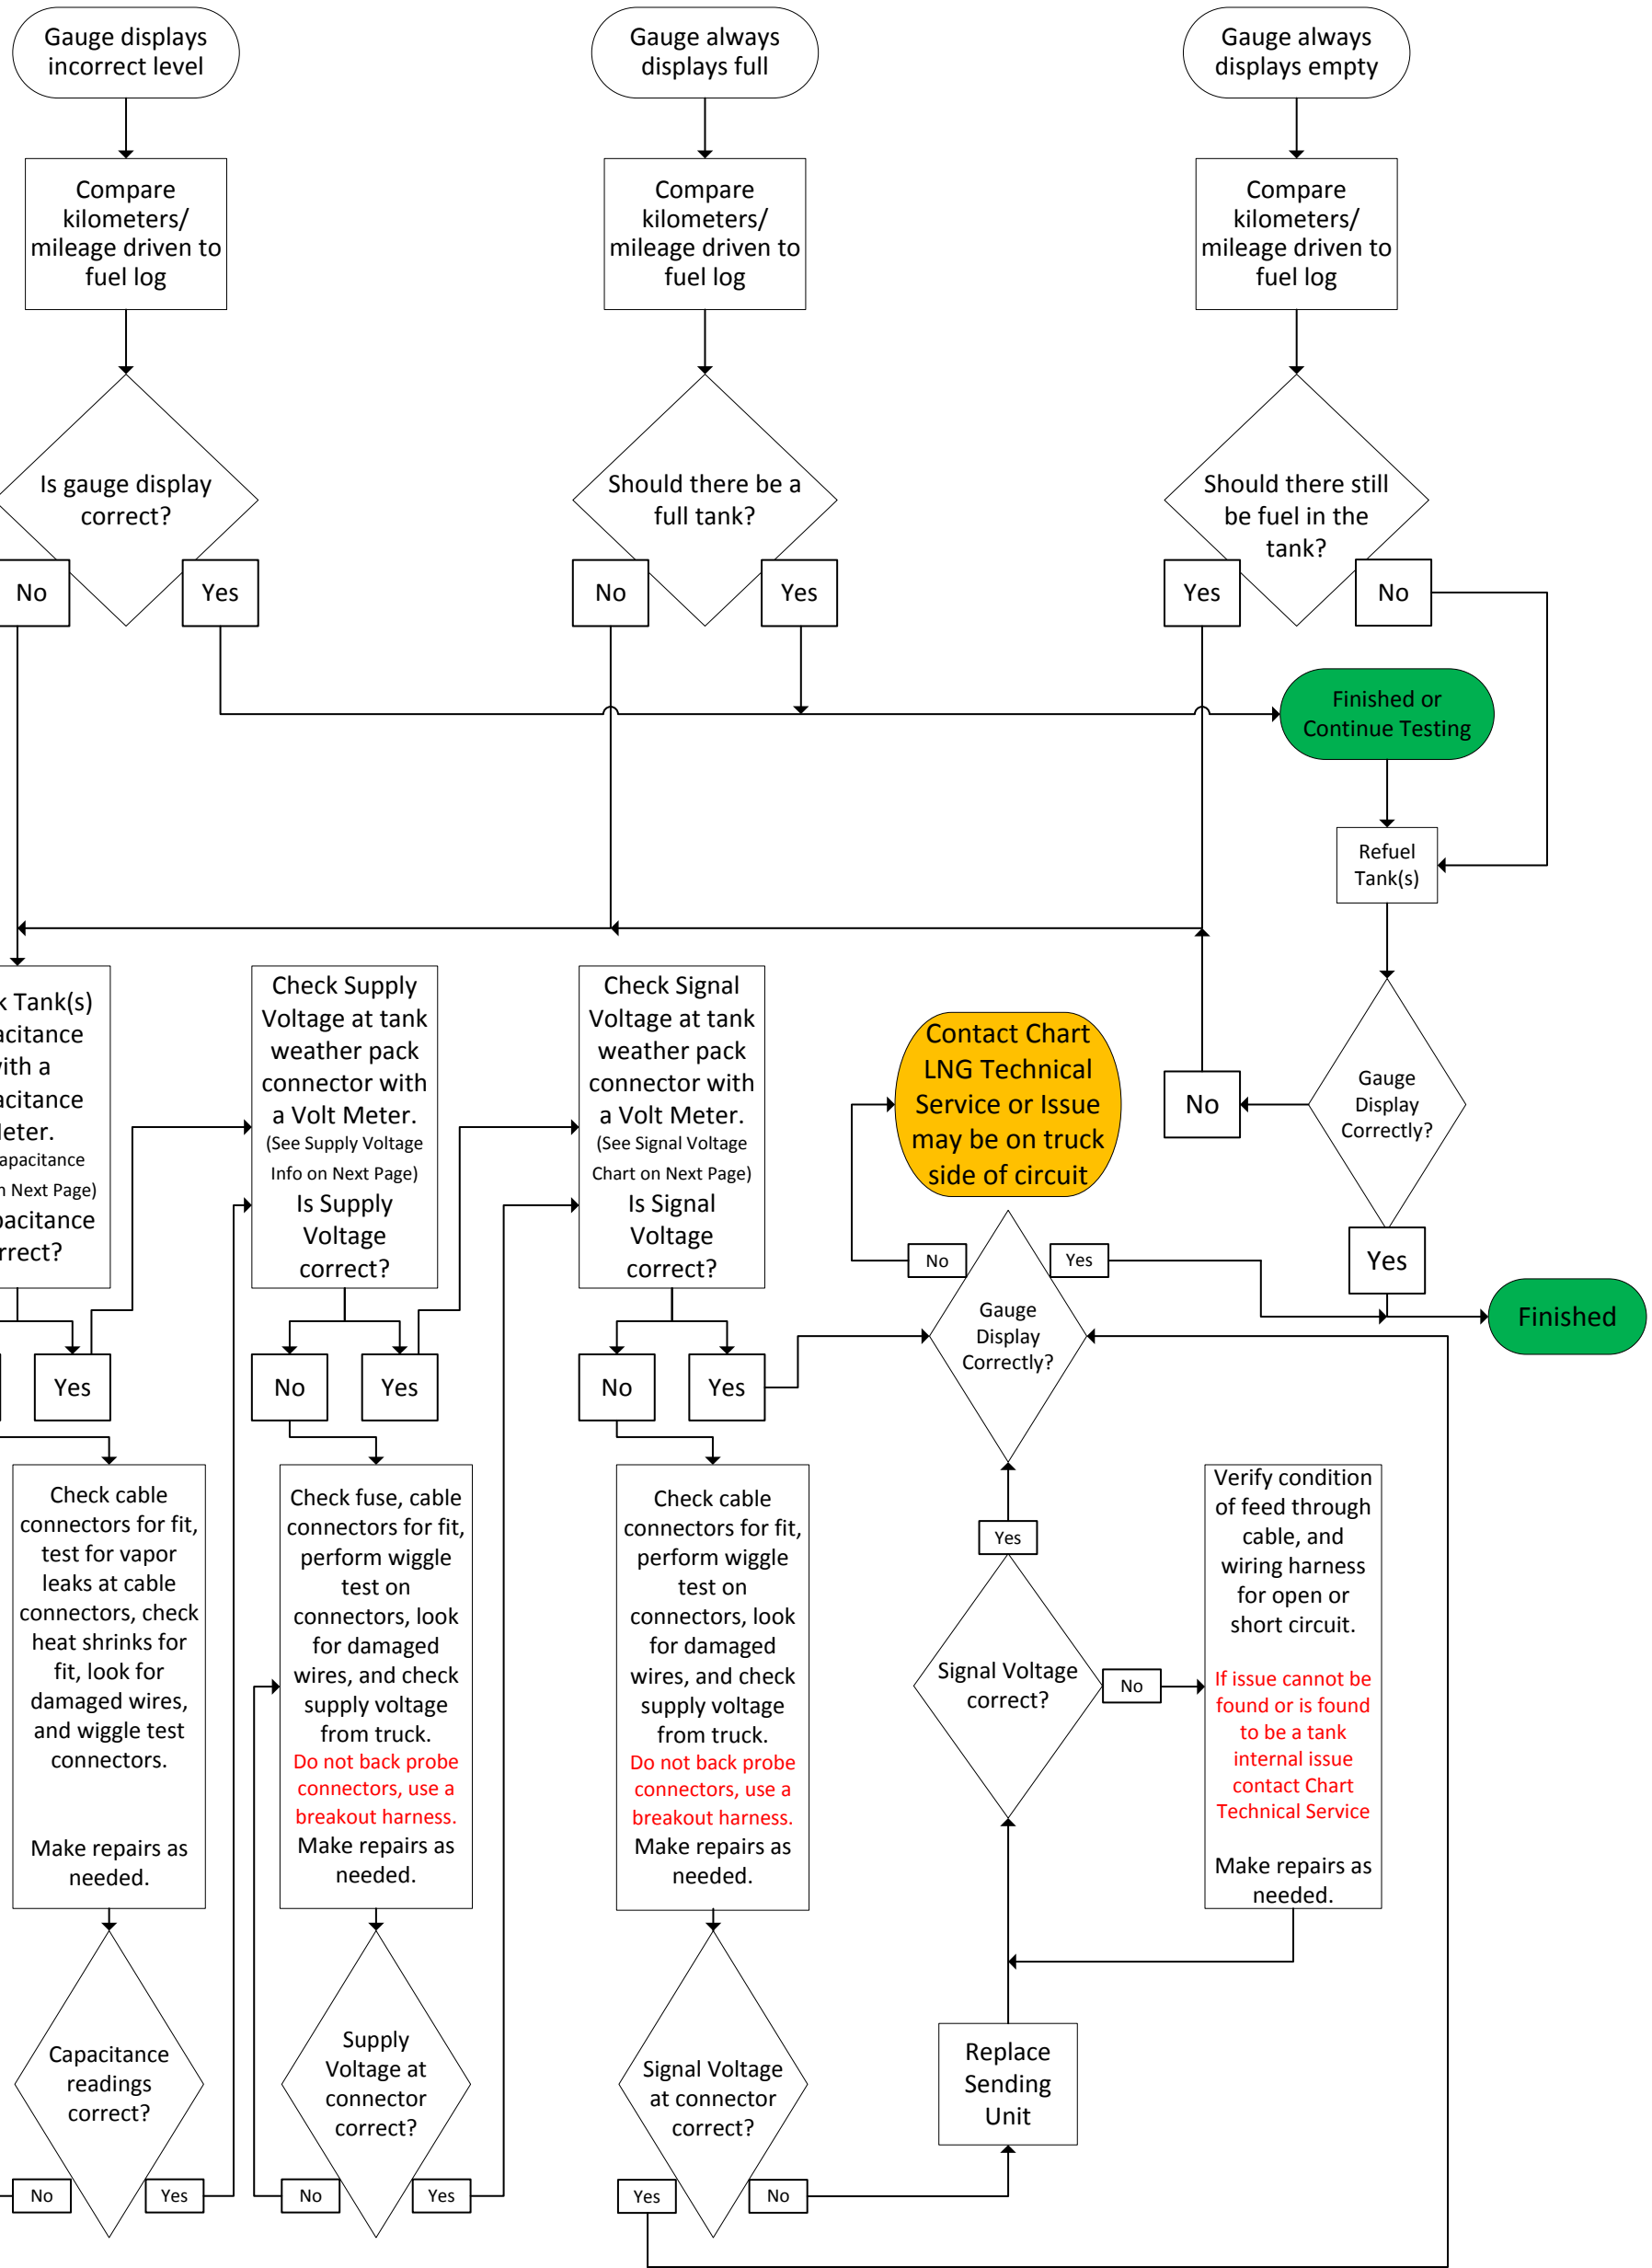 Gauge displays
incorrect level
Gauge always
displays full
Gauge always
displays empty
Compare
kilometers/
mileage driven to
fuel log
Compare
kilometers/
mileage driven to
fuel log
Compare
kilometers/
mileage driven to
fuel log
Is gauge display
correct?
No
Yes
Should there be a
full tank?
No
Yes
Should there still
be fuel in the
tank?
Yes
No
Finished or
Continue Testing
Refuel
Tank(s)
Gauge
Display
Correctly?
No
Yes
Finished
Tank(s)
with a
n Next Page)
Yes
Check Supply
Voltage at tank
weather pack
connector with
a Volt Meter.
(See Supply Voltage
Info on Next Page)
Is Supply
Voltage
correct?
No
Yes
Check Signal
Voltage at tank
weather pack
connector with
a Volt Meter.
(See Signal Voltage
Chart on Next Page)
Is Signal
Voltage
correct?
No
Yes
Contact Chart
LNG Technical
Service or Issue
may be on truck
side of circuit
No
Yes
Gauge
Display
Correctly?
Check cable
connectors for fit,
test for vapor
leaks at cable
connectors, check
heat shrinks for
fit, look for
damaged wires,
and wiggle test
connectors.
Make repairs as
needed.
Check fuse, cable
connectors for fit,
perform wiggle
test on
connectors, look
for damaged
wires, and check
supply voltage
from truck.
Do not back probe
connectors, use a
breakout harness.
Make repairs as
needed.
Check cable
connectors for fit,
perform wiggle
test on
connectors, look
for damaged
wires, and check
supply voltage
from truck.
Do not back probe
connectors, use a
breakout harness.
Make repairs as
needed.
Yes
Signal Voltage
correct?
No
Verify condition
of feed through
cable, and
wiring harness
for open or
short circuit.
If issue cannot be
found or is found
to be a tank
internal issue
contact Chart
Technical Service
Make repairs as
needed.
Capacitance
readings
correct?
No
Yes
Supply
Voltage at
connector
correct?
No
Yes
Signal Voltage
at connector
correct?
Yes
No
Replace
Sending
Unit